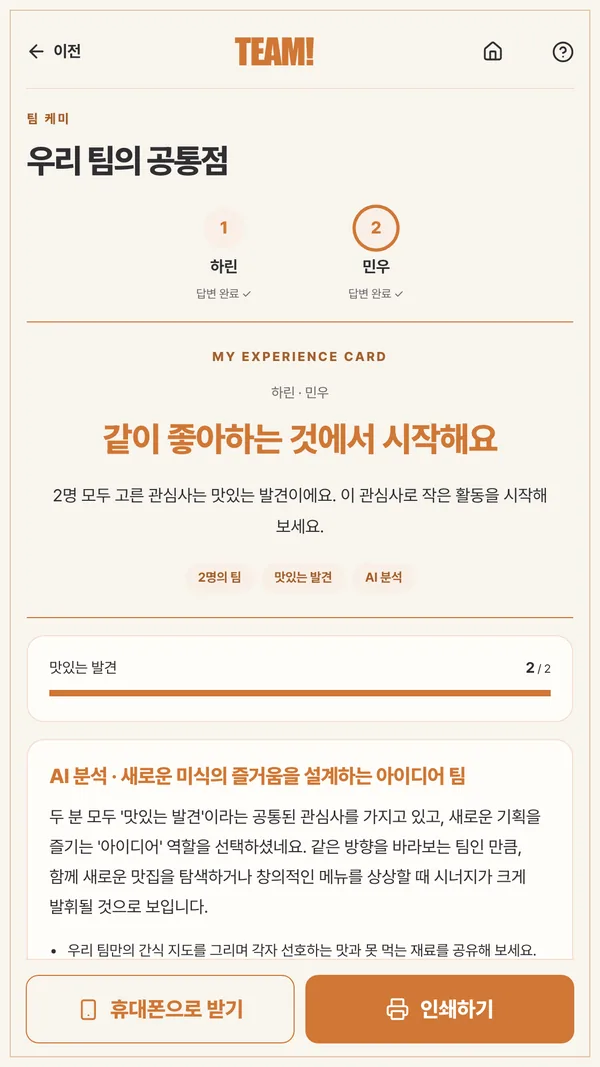 이전
TEAM!
팀 케미
우리 팀의 공통점
1
2
하린
민우
답변 완료 ✓
답변 완료 ✓
MY EXPERIENCE CARD
하린 · 민우
같이 좋아하는 것에서 시작해요
2명 모두 고른 관심사는 맛있는 발견이에요. 이 관심사로 작은 활동을 시작해
보세요.
2명의 팀
맛있는 발견
AI 분석
맛있는 발견
2 / 2
AI 분석 · 새로운 미식의 즐거움을 설계하는 아이디어 팀
두 분 모두 '맛있는 발견'이라는 공통된 관심사를 가지고 있고, 새로운 기획을
즐기는 '아이디어' 역할을 선택하셨네요. 같은 방향을 바라보는 팀인 만큼,
함께 새로운 맛집을 탐색하거나 창의적인 메뉴를 상상할 때 시너지가 크게
발휘될 것으로 보입니다.
• 우리 팀만의 간식 지도를 그리며 각자 선호하는 맛과 못 먹는 재료를 공유해 보세요.
휴대폰으로 받기
인쇄하기